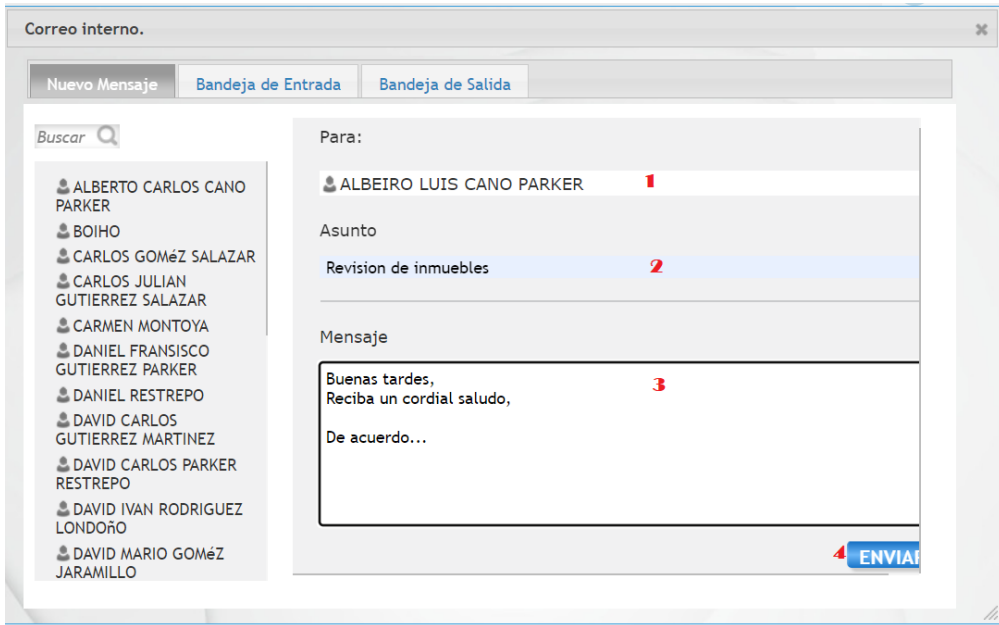 Correo interno.
Nuevo Mensaje
Bandeja de Entrada
Bandeja de Salida
Buscar
ALBERTO CARLOS CANO
PARKER
BOIHO
CARLOS GOMéZ SALAZAR
CARLOS JULIAN
GUTIERREZ SALAZAR
CARMEN MONTOYA
DANIEL FRANSISCO
GUTIERREZ PARKER
DANIEL RESTREPO
DAVID CARLOS
GUTIERREZ MARTINEZ
DAVID CARLOS PARKER
RESTREPO
DAVID IVAN RODRIGUEZ
LONDOñO
DAVID MARIO GOMéZ
JARAMILLO
Para:
ALBEIRO LUIS CANO PARKER 1
Asunto
Revision de inmuebles 2
Mensaje
Buenas tardes, 3
Reciba un cordial saludo,
De acuerdo...
4 ENVIAR